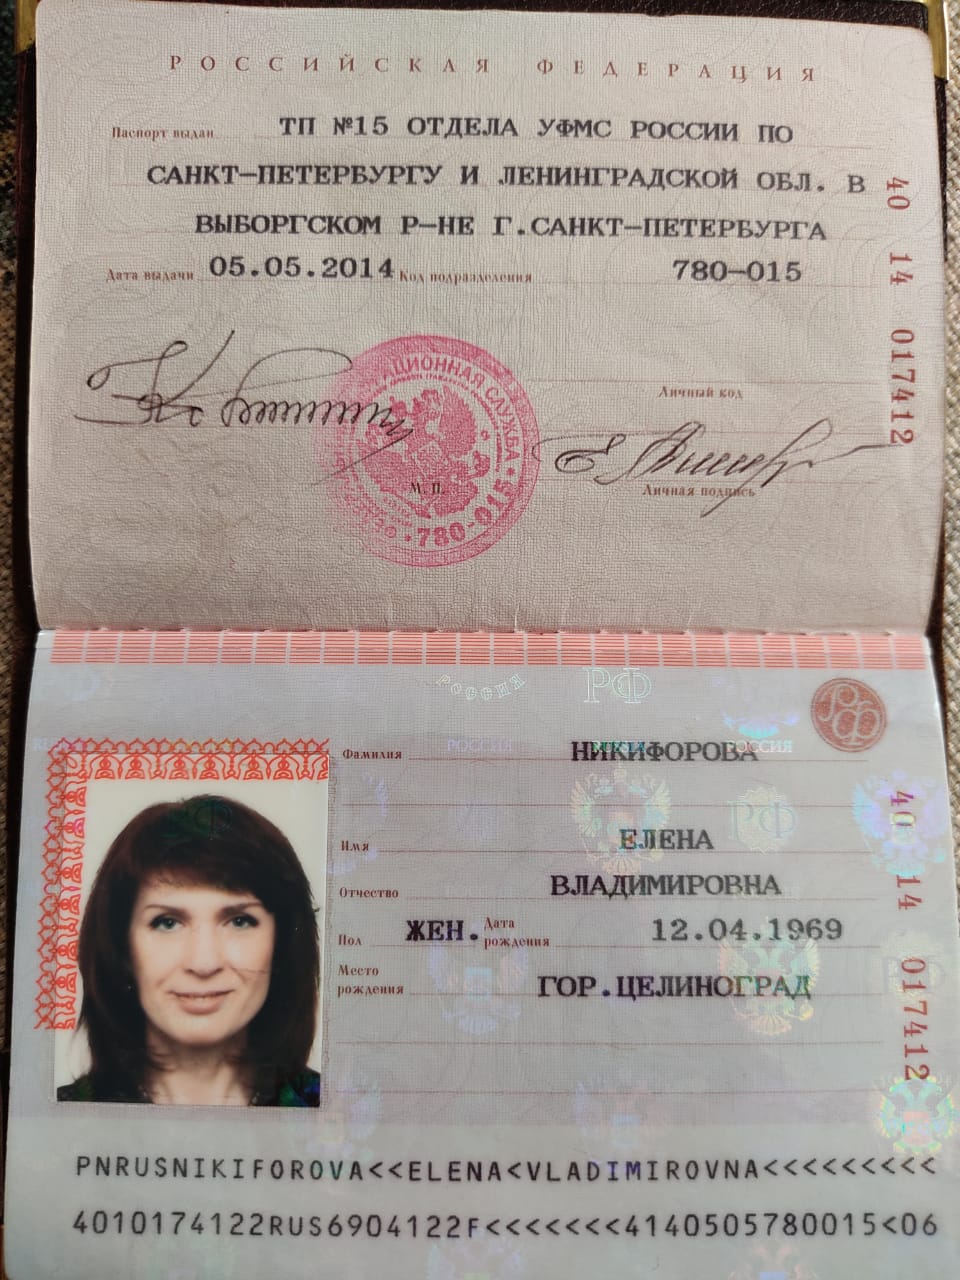 РОССИЙСКАЯ ФЕДЕРАЦИЯ
Паспорт выдан ТП №15 ОТДЕЛА УФМС РОССИИ ПО
САНКТ-ПЕТЕРБУРГУ И ЛЕНИНГРАДСКОЙ ОБЛ. В
ВЫБОРГСКОМ Р-НЕ Г.САНКТ-ПЕТЕРБУРГА
Дата выдачи 05.05.2014 Код подразделения 780-015
40 14 017412
Личный код
М.П.
780-015
Личная подпись
РОССИЯ РФ
РФ
Фамилия НИКИФОРОВА
Имя ЕЛЕНА
Отчество ВЛАДИМИРОВНА
Пол ЖЕН. Дата рождения 12.04.1969
Место рождения ГОР.ЦЕЛИНОГРАД
40 14 017412
PNRUSNIKIFOROVA<<ELENA<VLADIMIROVNA<<<<<<<<<
4010174122RUS6904122F<<<<<<<4140505780015<06